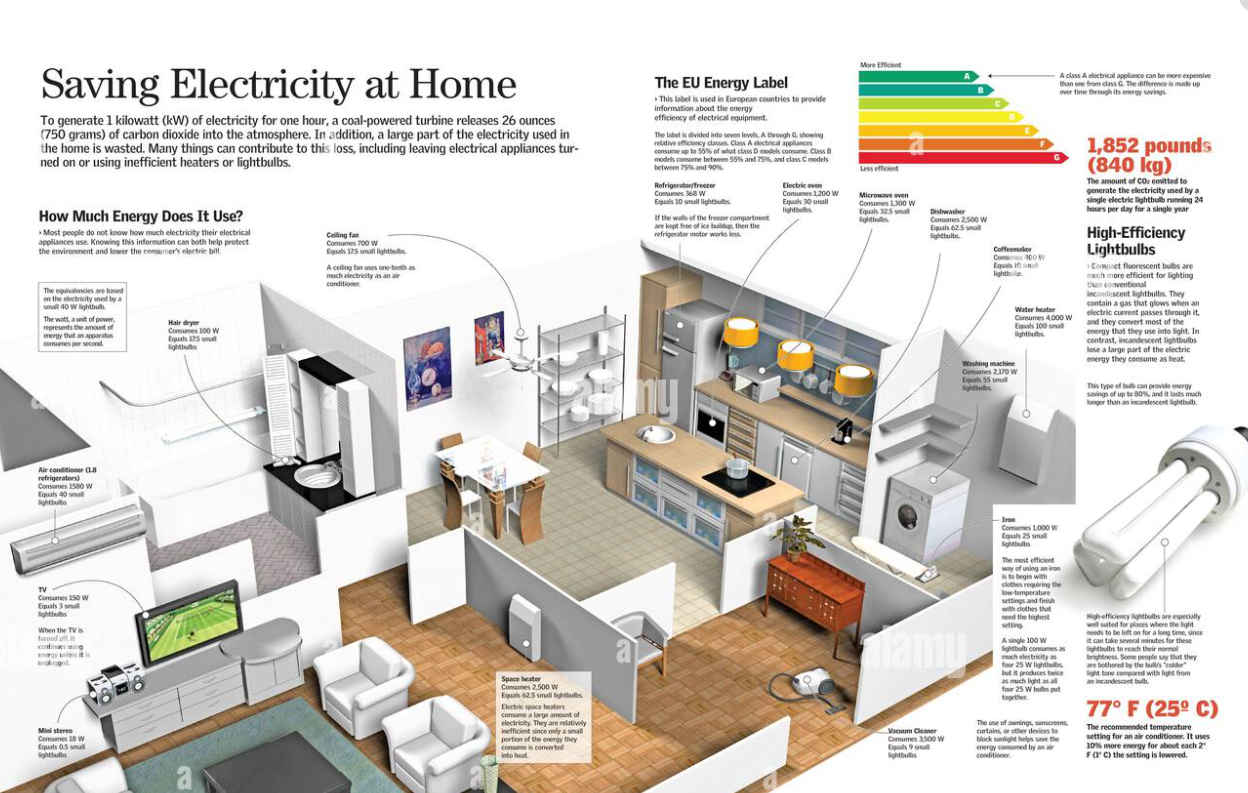 Saving Electricity at Home
To generate 1 kilowatt (kW) of electricity for one hour, a coal-powered turbine releases 26 ounces
(750 grams) of carbon dioxide into the atmosphere. In addition, a large part of the electricity used in
the home is wasted. Many things can contribute to this loss, including leaving electrical appliances tur-
ned on or using inefficient heaters or lightbulbs.
How Much Energy Does It Use?
› Most people do not know how much electricity their electrical
appliances use. Knowing this information can both help protect
the environment and lower the consumer's electric bill.
The equivalencies are based
on the electricity used by a
small 40 W lightbulb.
The watt, a unit of power,
represents the amount of
energy that an apparatus
consumes per second.
Hair dryer
Consumes 100 W
Equals 17.5 small
lightbulbs
Ceiling fan
Consumes 700 W
Equals 17.5 small lightbulbs.
A ceiling fan uses one-tenth as
much electricity as an air
conditioner.
Air conditioner (1.8
refrigerators)
Consumes 1580 W
Equals 40 small
lightbulbs
TV
Consumes 150 W
Equals 3 small
lightbulbs
When the TV is
turned off, it
continues using
energy unless it is
unplugged.
Mini stereo
Consumes 18 W
Equals 0.5 small
lightbulbs
The EU Energy Label
› This label is used in European countries to provide
information about the energy
efficiency of electrical equipment.
The label is divided into seven levels, A through G, showing
relative efficiency classes. Class A electrical appliances
consume up to 55% of what class D models consume. Class B
models consume between 55% and 75%, and class C models
between 75% and 90%.
More Efficient
A
B
C
D
E
F
G
Less efficient
A class A electrical appliance can be more expensive
than one from class G. The difference is made up
over time through its energy savings.
Refrigerator/freezer
Consumes 368 W
Equals 10 small lightbulbs.
If the walls of the freezer compartment
are kept free of ice buildup, then the
refrigerator motor works less.
Electric oven
Consumes 1,200 W
Equals 30 small
lightbulbs.
Microwave oven
Consumes 1,300 W
Equals 32.5 small
lightbulbs.
Dishwasher
Consumes 2,500 W
Equals 62.5 small
lightbulbs.
Coffeemaker
Consumes 400 W
Equals 10 small
lightbulbs.
Water heater
Consumes 4,000 W
Equals 100 small
lightbulbs.
Washing machine
Consumes 2,170 W
Equals 55 small
lightbulbs.
Iron
Consumes 1,000 W
Equals 25 small
lightbulbs
The most efficient
way of using an iron
is to begin with
clothes requiring the
low-temperature
settings and finish
with clothes that
need the highest
setting.
A single 100 W
lightbulb consumes as
much electricity as
four 25 W lightbulbs,
but it produces twice
as much light as all
four 25 W bulbs put
together.
Space heater
Consumes 2,500 W
Equals 62.5 small lightbulbs.
Electric space heaters
consume a large amount of
electricity. They are relatively
inefficient since only a small
portion of the energy they
consume is converted
into heat.
Vacuum Cleaner
Consumes 3,500 W
Equals 9 small
lightbulbs
The use of awnings, sunscreens,
curtains, or other devices to
block sunlight helps save the
energy consumed by an air
conditioner.
1,852 pounds
(840 kg)
The amount of CO₂ emitted to
generate the electricity used by a
single electric lightbulb running 24
hours per day for a single year
High-Efficiency
Lightbulbs
› Compact fluorescent bulbs are
much more efficient for lighting
than conventional
incandescent lightbulbs. They
contain a gas that glows when an
electric current passes through it,
and they convert most of the
energy that they use into light. In
contrast, incandescent lightbulbs
lose a large part of the electric
energy they consume as heat.
This type of bulb can provide energy
savings of up to 80%, and it lasts much
longer than an incandescent lightbulb.
High-efficiency lightbulbs are especially
well suited for places where the light
needs to be left on for a long time, since
it can take several minutes for these
lightbulbs to reach their normal
brightness. Some people say that they
are bothered by the bulb's "colder"
light tone compared with light from
an incandescent bulb.
77° F (25º C)
The recommended temperature
setting for an air conditioner. It uses
10% more energy for about each 2°
F (1° C) the setting is lowered.
alamy
alamy
a
a
a
a